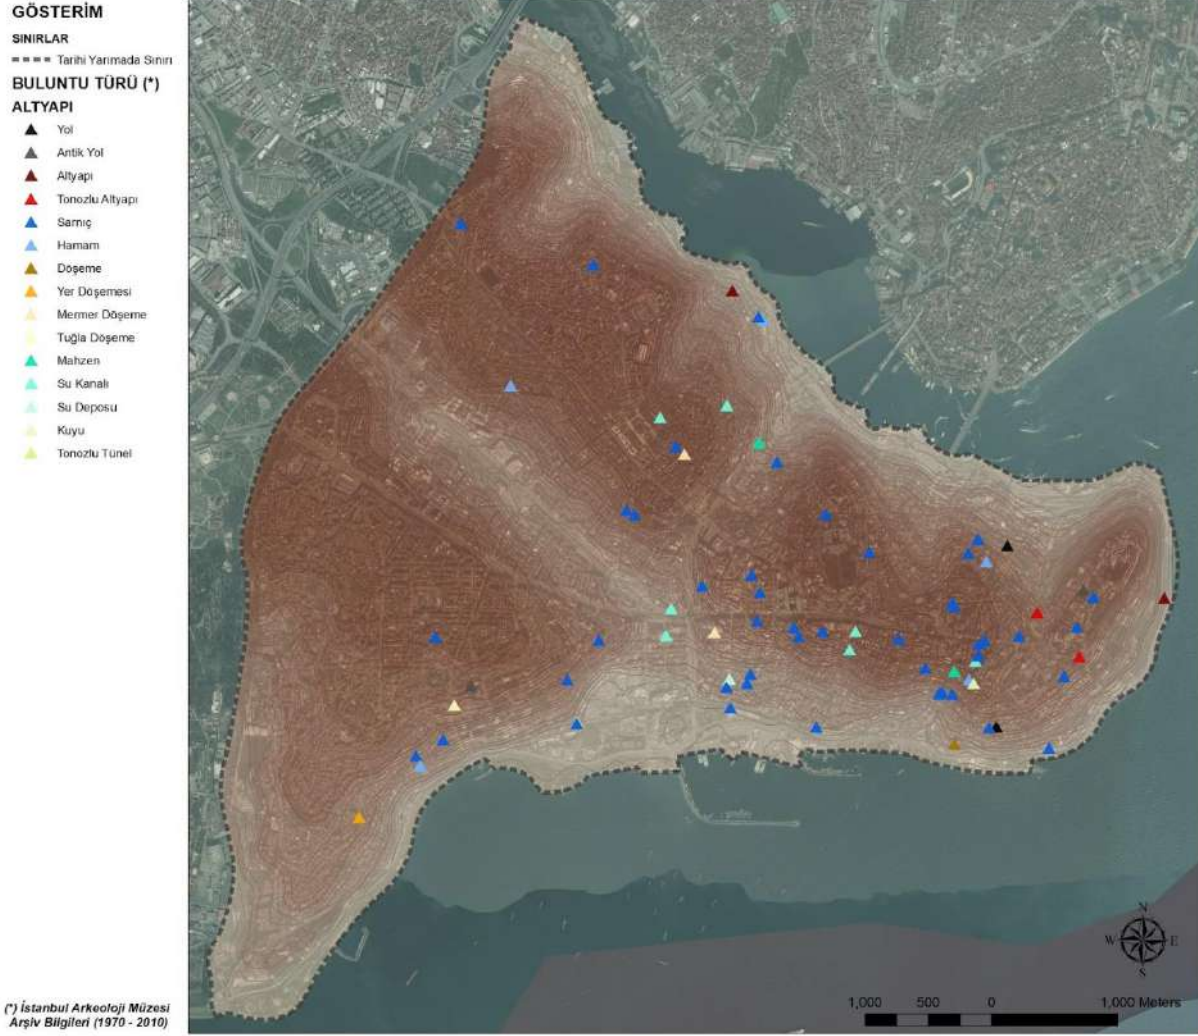 GÖSTERİM
SINIRLAR
Tarihi Yarımada Sınırı
BULUNTU TÜRÜ (*)
ALTYAPI
Yol
Antik Yol
Altyapı
Tonozlu Altyapı
Sarnıç
Hamam
Döşeme
Yer Döşemesi
Mermer Döşeme
Tuğla Döşeme
Mahzen
Su Kanalı
Su Deposu
Kuyu
Tonozlu Tünel
(*) İstanbul Arkeoloji Müzesi
Arşiv Bilgileri (1970 - 2010)
N
W E
S
1,000 500 0 1,000 Meters